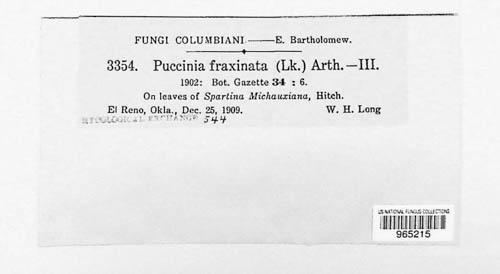 FUNGI COLUMBIANI.——E. Bartholomew.
3354. Puccinia fraxinata (Lk.) Arth.—III.
1902: Bot. Gazette 34 : 6.
On leaves of Spartina Michauxiana, Hitch.
El Reno, Okla., Dec. 25, 1909. W. H. Long
MYCOLOGICAL EXCHANGE 544
US NATIONAL FUNGUS COLLECTIONS
965215